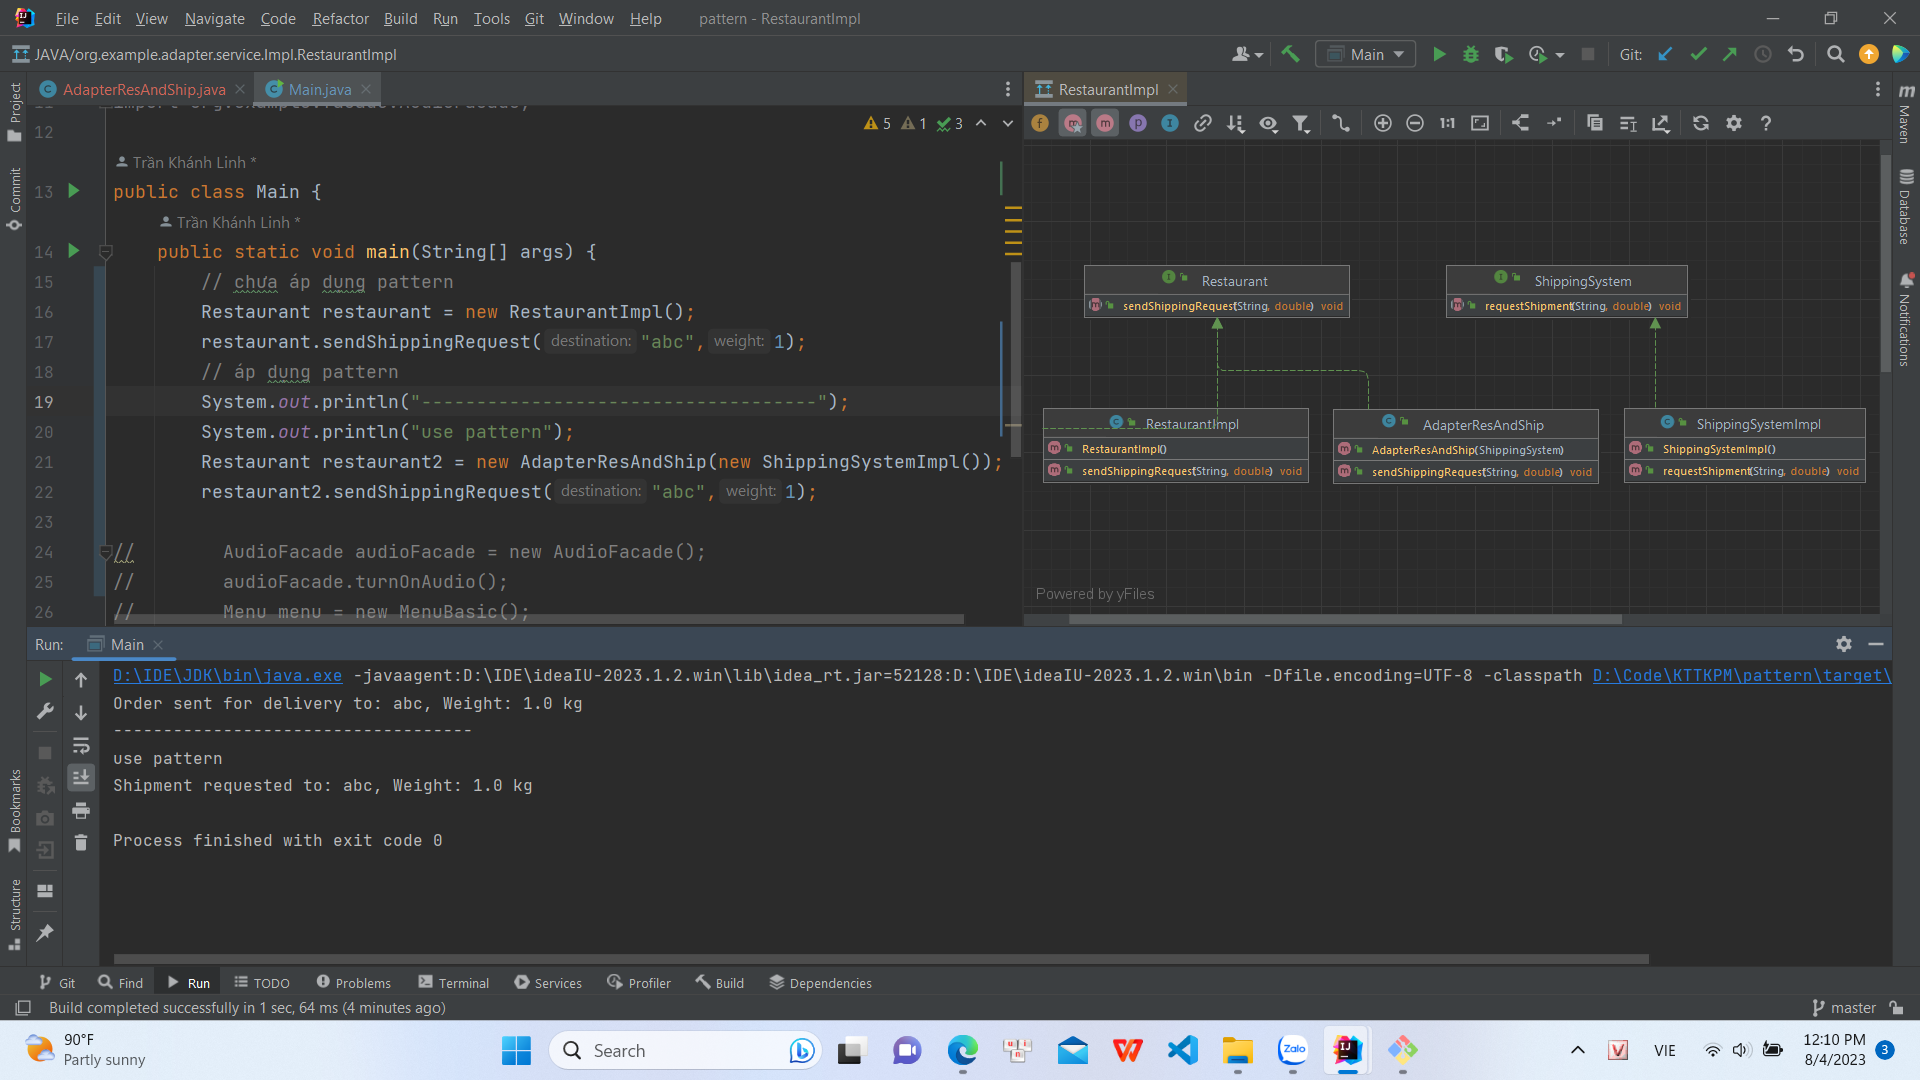 File Edit View Navigate Code Refactor Build Run Tools Git Window Help pattern - RestaurantImpl
JAVA/org.example.adapter.service.Impl.RestaurantImpl
Main
Git:
Project
Commit
Bookmarks
Structure
AdapterResAndShip.java
Main.java
5 1 3
12
Trần Khánh Linh *
13 public class Main {
Trần Khánh Linh *
14 public static void main(String[] args) {
15 // chưa áp dụng pattern
16 Restaurant restaurant = new RestaurantImpl();
17 restaurant.sendShippingRequest( destination: "abc", weight: 1);
18 // áp dụng pattern
19 System.out.println("------------------------------------");
20 System.out.println("use pattern");
21 Restaurant restaurant2 = new AdapterResAndShip(new ShippingSystemImpl());
22 restaurant2.sendShippingRequest( destination: "abc", weight: 1);
23
24 // AudioFacade audioFacade = new AudioFacade();
25 // audioFacade.turnOnAudio();
26 // Menu menu = new MenuBasic();
RestaurantImpl
1:1
Restaurant
sendShippingRequest(String, double) void
ShippingSystem
requestShipment(String, double) void
RestaurantImpl
RestaurantImpl()
sendShippingRequest(String, double) void
AdapterResAndShip
AdapterResAndShip(ShippingSystem)
sendShippingRequest(String, double) void
ShippingSystemImpl
ShippingSystemImpl()
requestShipment(String, double) void
Powered by yFiles
Maven
Database
Notifications
Run: Main
D:\IDE\JDK\bin\java.exe -javaagent:D:\IDE\ideaIU-2023.1.2.win\lib\idea_rt.jar=52128:D:\IDE\ideaIU-2023.1.2.win\bin -Dfile.encoding=UTF-8 -classpath D:\Code\KTTKPM\pattern\target\
Order sent for delivery to: abc, Weight: 1.0 kg
------------------------------------
use pattern
Shipment requested to: abc, Weight: 1.0 kg
Process finished with exit code 0
Git Find Run TODO Problems Terminal Services Profiler Build Dependencies
Build completed successfully in 1 sec, 64 ms (4 minutes ago)
master
90°F
Partly sunny
Search
Zalo
VIE
12:10 PM
8/4/2023
3